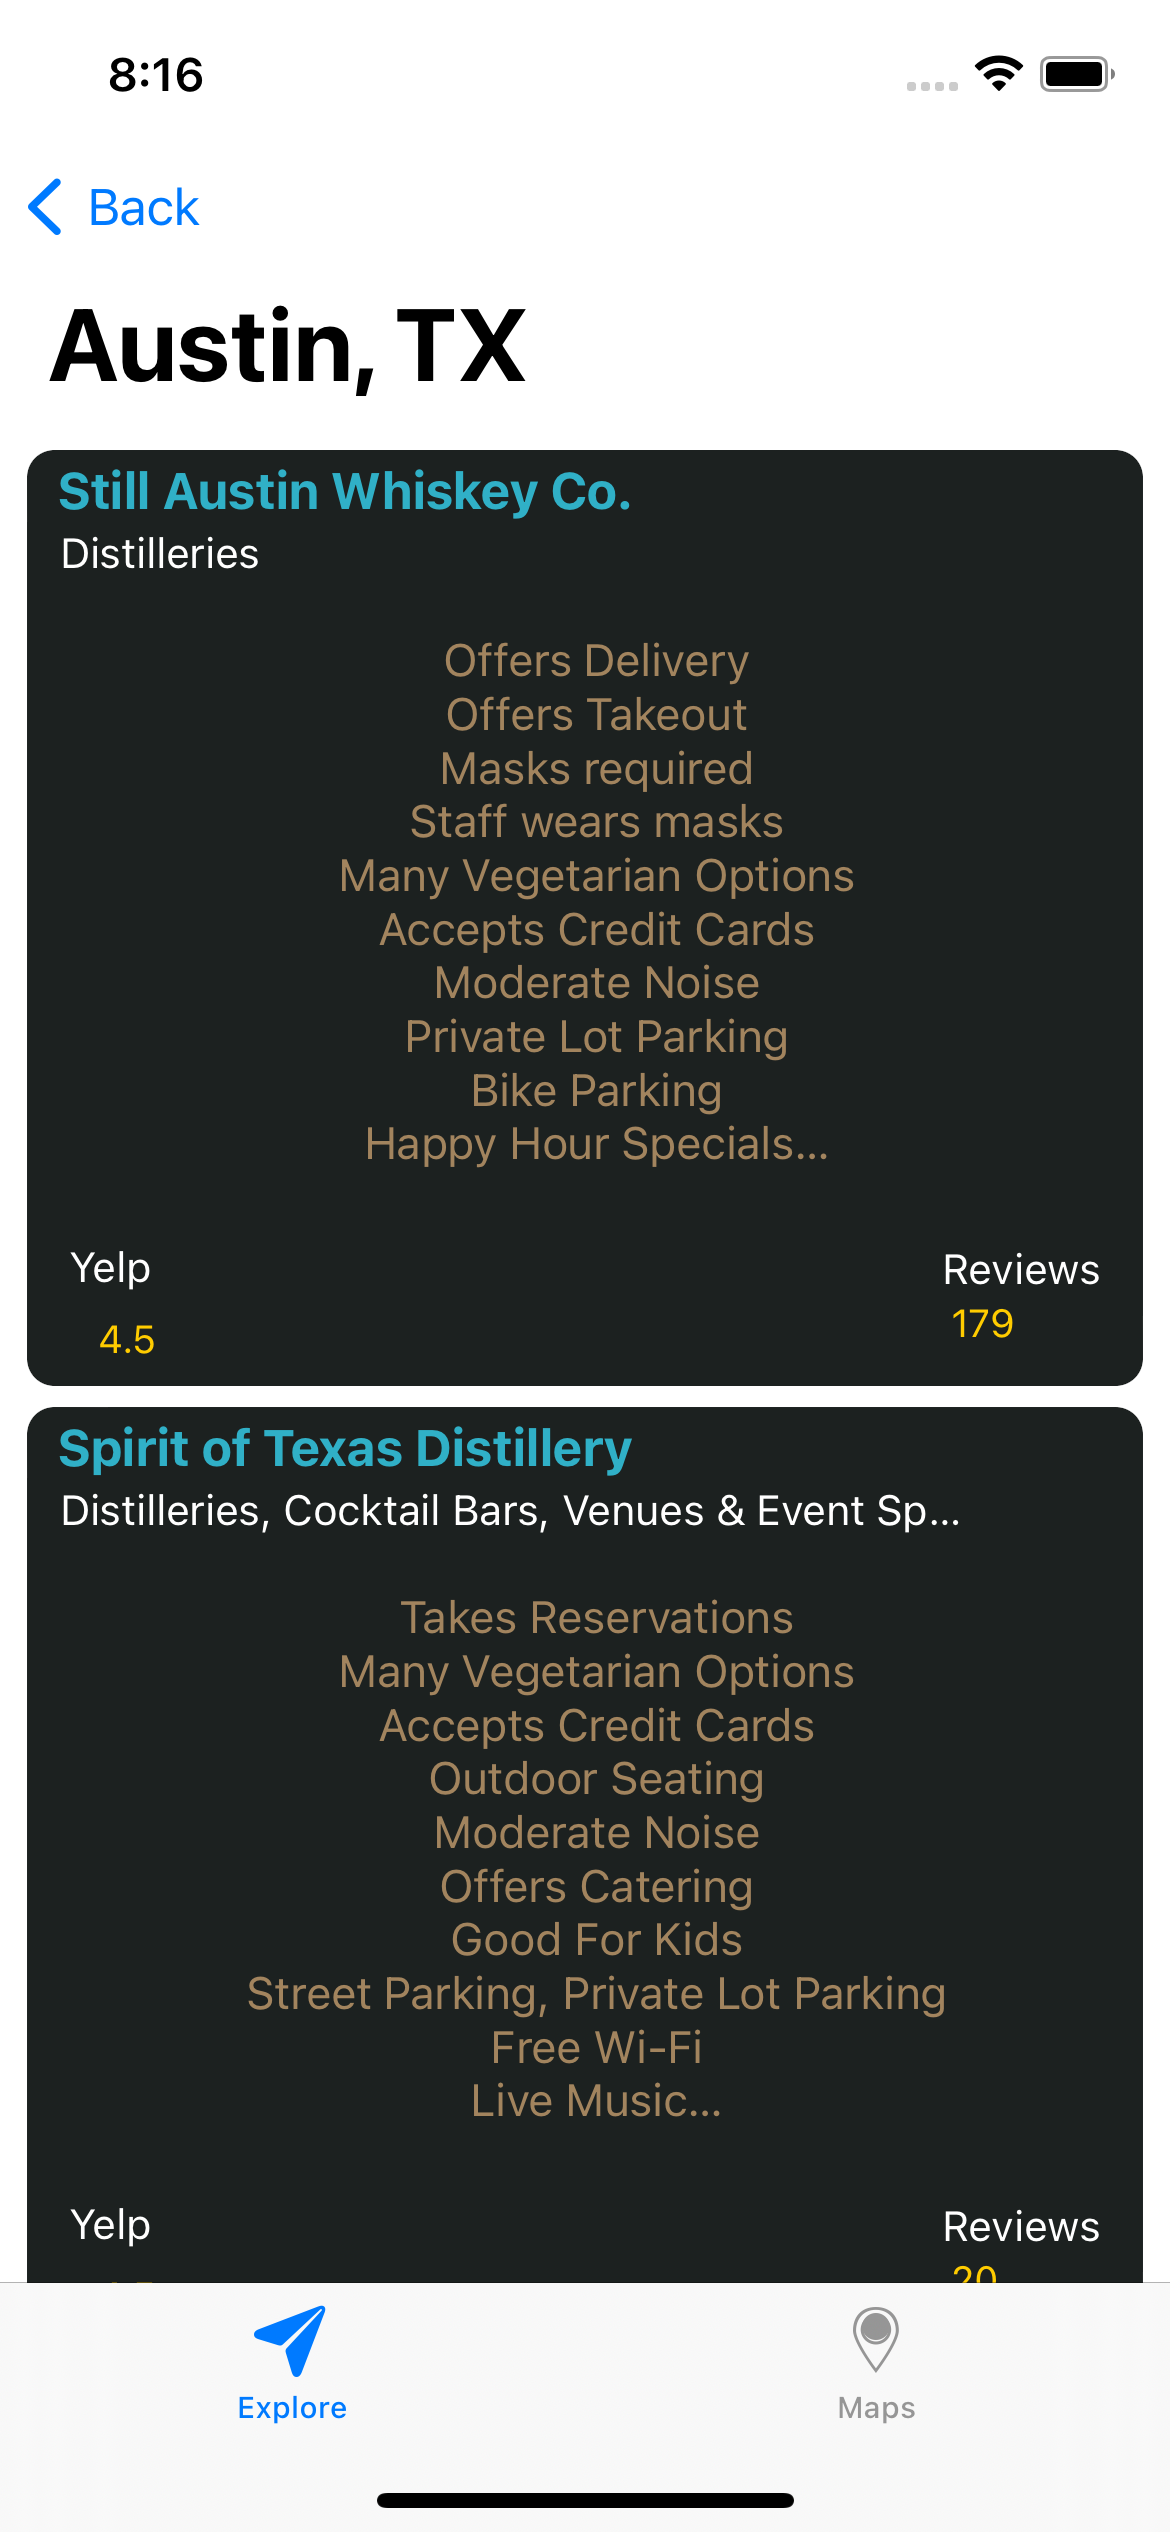 8:16
Back
Austin, TX
Still Austin Whiskey Co.
Distilleries
Offers Delivery
Offers Takeout
Masks required
Staff wears masks
Many Vegetarian Options
Accepts Credit Cards
Moderate Noise
Private Lot Parking
Bike Parking
Happy Hour Specials...
Yelp
Reviews
4.5
179
Spirit of Texas Distillery
Distilleries, Cocktail Bars, Venues & Event Sp...
Takes Reservations
Many Vegetarian Options
Accepts Credit Cards
Outdoor Seating
Moderate Noise
Offers Catering
Good For Kids
Street Parking, Private Lot Parking
Free Wi-Fi
Live Music...
Yelp
Reviews
20
Explore
Maps